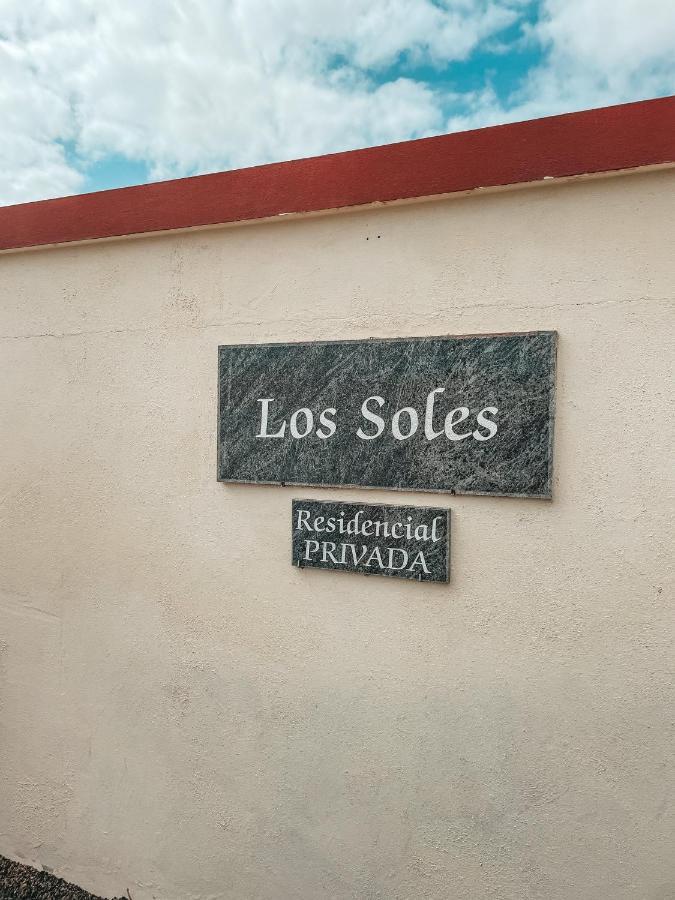 Los Soles
Residencial
PRIVADA